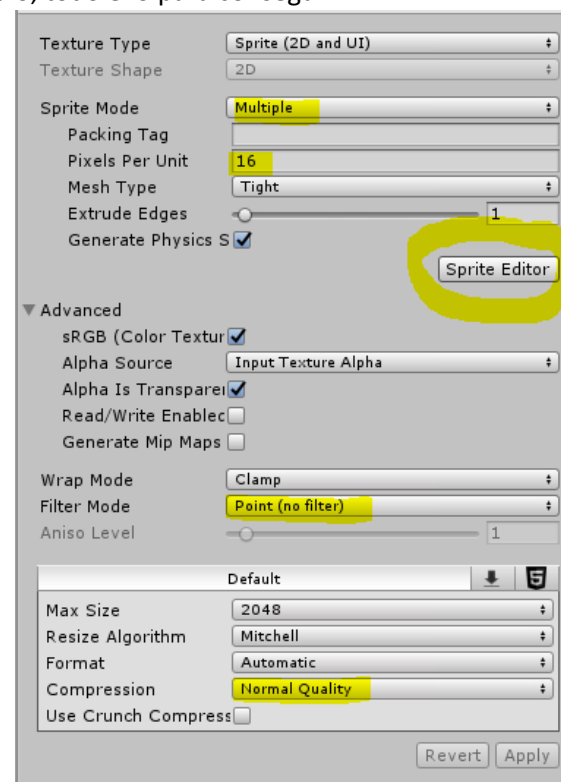 Texture Type Sprite (2D and UI)
Texture Shape 2D
Sprite Mode Multiple
Packing Tag
Pixels Per Unit 16
Mesh Type Tight
Extrude Edges 1
Generate Physics S
Sprite Editor
Advanced
sRGB (Color Textur
Alpha Source Input Texture Alpha
Alpha Is Transparer
Read/Write Enablec
Generate Mip Maps
Wrap Mode Clamp
Filter Mode Point (no filter)
Aniso Level 1
Default
Max Size 2048
Resize Algorithm Mitchell
Format Automatic
Compression Normal Quality
Use Crunch Compress
Revert Apply